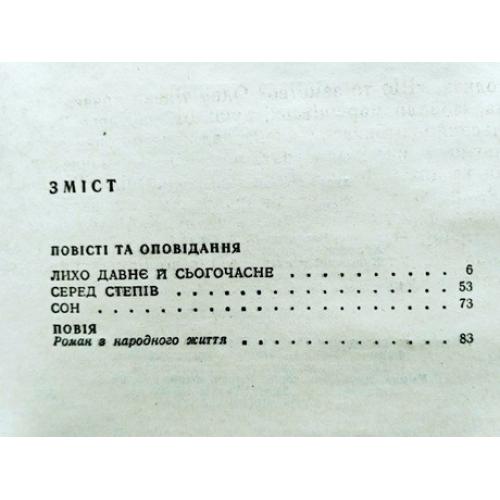 ЗМІСТ
ПОВІСТІ ТА ОПОВІДАННЯ
ЛИХО ДАВНЄ Й СЬОГОЧАСНЕ . . . . . . . . . . 6
СЕРЕД СТЕПІВ . . . . . . . . . . . . . . . . 53
СОН . . . . . . . . . . . . . . . . . . . . 73
ПОВІЯ
Роман з народного життя . . . . . . . . . . . . . 83